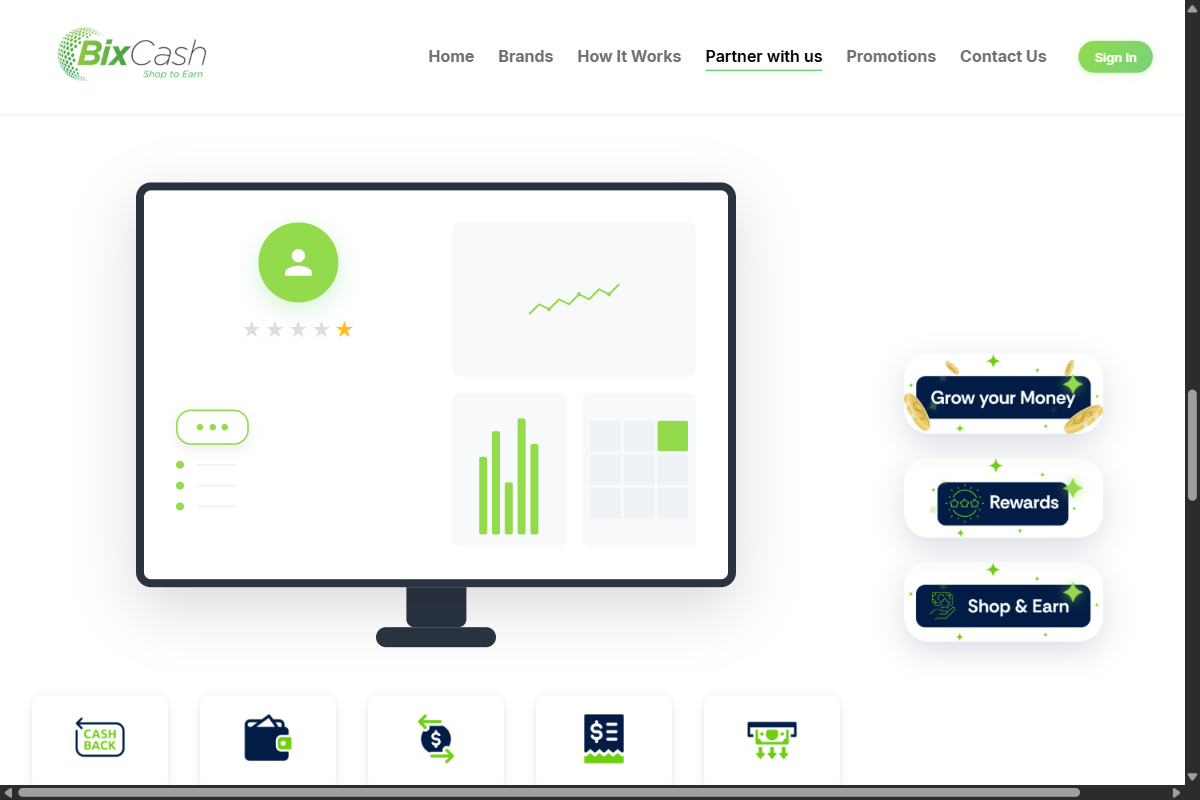 BixCash
Shop to Earn
Home
Brands
How It Works
Partner with us
Promotions
Contact Us
Sign In
Grow your Money
Rewards
Shop & Earn
CASH
BACK
$
$